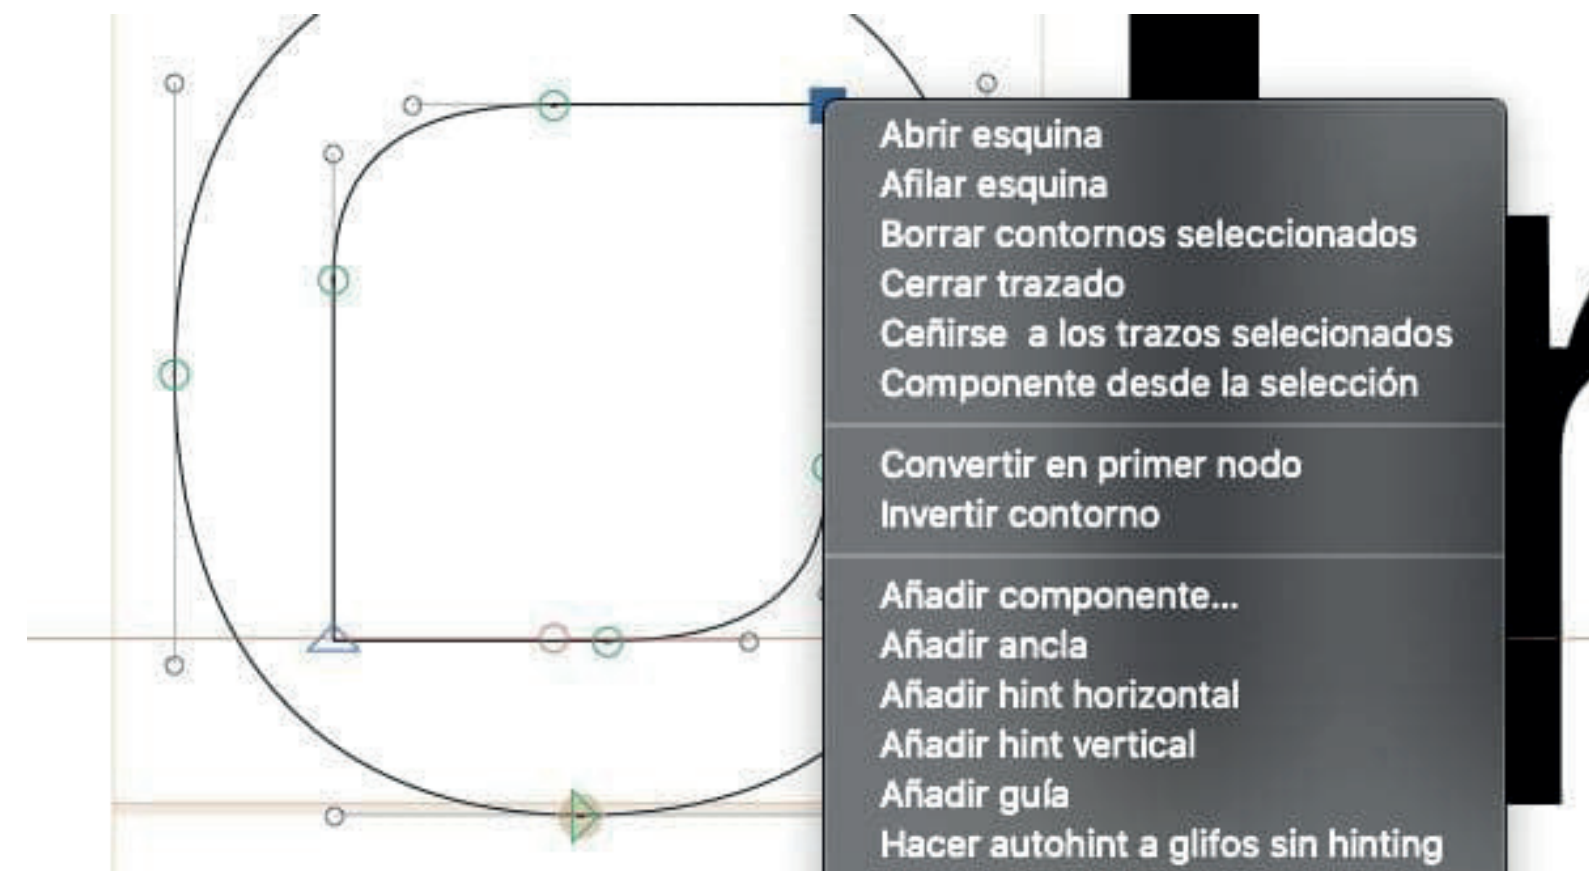 Abrir esquina
Afilar esquina
Borrar contornos seleccionados
Cerrar trazado
Ceñirse  a los trazos selecionados
Componente desde la selección
Convertir en primer nodo
Invertir contorno
Añadir componente...
Añadir ancla
Añadir hint horizontal
Añadir hint vertical
Añadir guía
Hacer autohint a glifos sin hinting